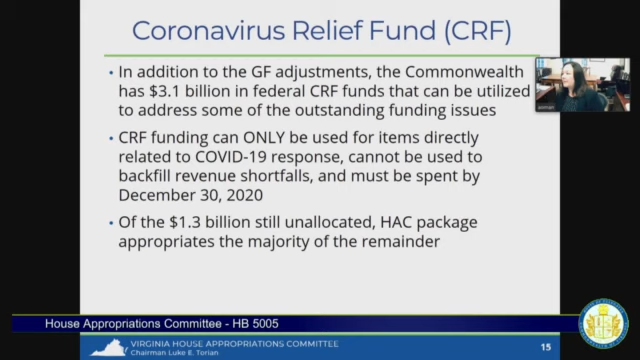 Coronavirus Relief Fund (CRF)
• In addition to the GF adjustments, the Commonwealth
has $3.1 billion in federal CRF funds that can be utilized
to address some of the outstanding funding issues
• CRF funding can ONLY be used for items directly
related to COVID-19 response, cannot be used to
backfill revenue shortfalls, and must be spent by
December 30, 2020
• Of the $1.3 billion still unallocated, HAC package
appropriates the majority of the remainder
House Appropriations Committee - HB 5005
VIRGINIA HOUSE APPROPRIATIONS COMMITTEE
Chairman Luke E. Torian
15